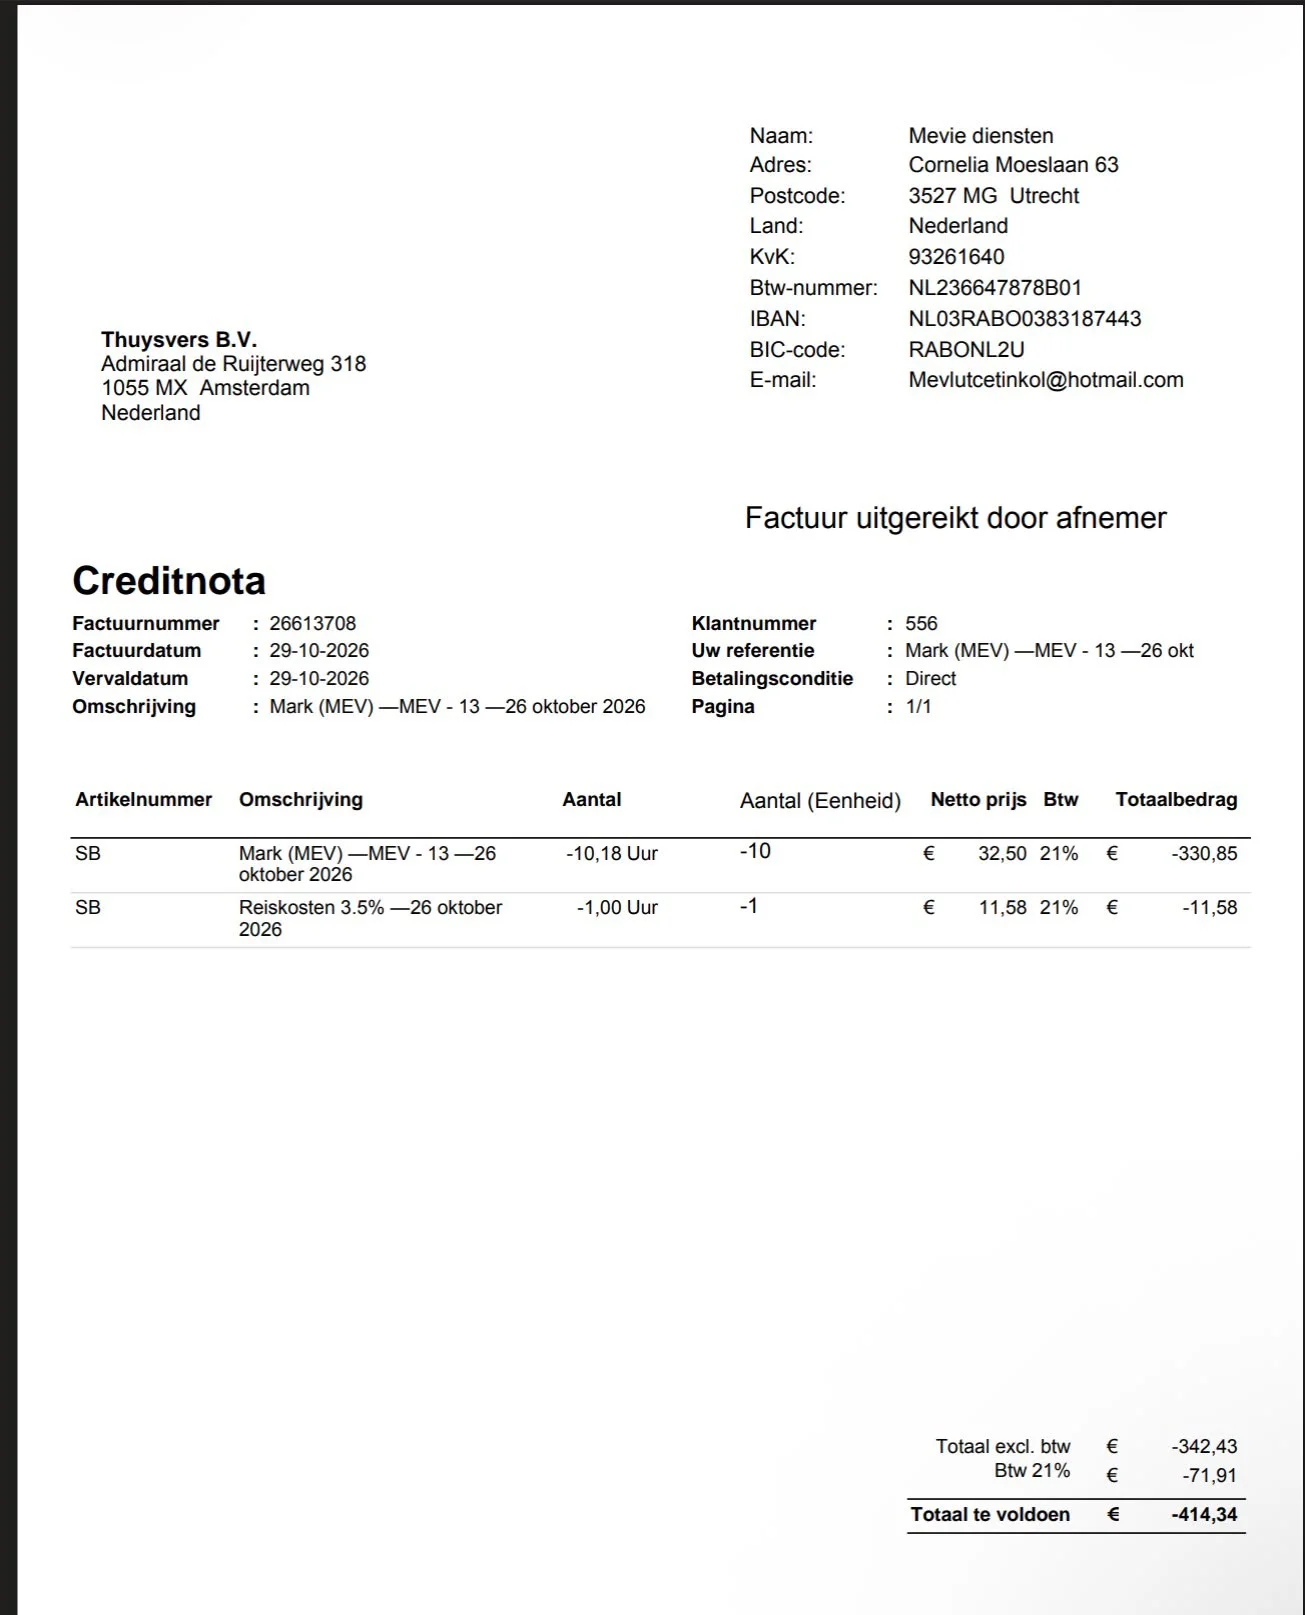 Naam: Mevie diensten
Adres: Cornelia Moeslaan 63
Postcode: 3527 MG  Utrecht
Land: Nederland
KvK: 93261640
Btw-nummer: NL236647878B01
IBAN: NL03RABO0383187443
BIC-code: RABONL2U
E-mail: Mevlutcetinkol@hotmail.com
Thuysvers B.V.
Admiraal de Ruijterweg 318
1055 MX  Amsterdam
Nederland
Factuur uitgereikt door afnemer
Creditnota
Factuurnummer : 26613708 Klantnummer : 556
Factuurdatum : 29-10-2026 Uw referentie : Mark (MEV) —MEV - 13 —26 okt
Vervaldatum : 29-10-2026 Betalingsconditie : Direct
Omschrijving : Mark (MEV) —MEV - 13 —26 oktober 2026 Pagina : 1/1
Artikelnummer Omschrijving Aantal Aantal (Eenheid) Netto prijs Btw Totaalbedrag
SB Mark (MEV) —MEV - 13 —26 -10,18 Uur -10 € 32,50 21% € -330,85
oktober 2026
SB Reiskosten 3.5% —26 oktober -1,00 Uur -1 € 11,58 21% € -11,58
2026
Totaal excl. btw € -342,43
Btw 21% € -71,91
Totaal te voldoen € -414,34